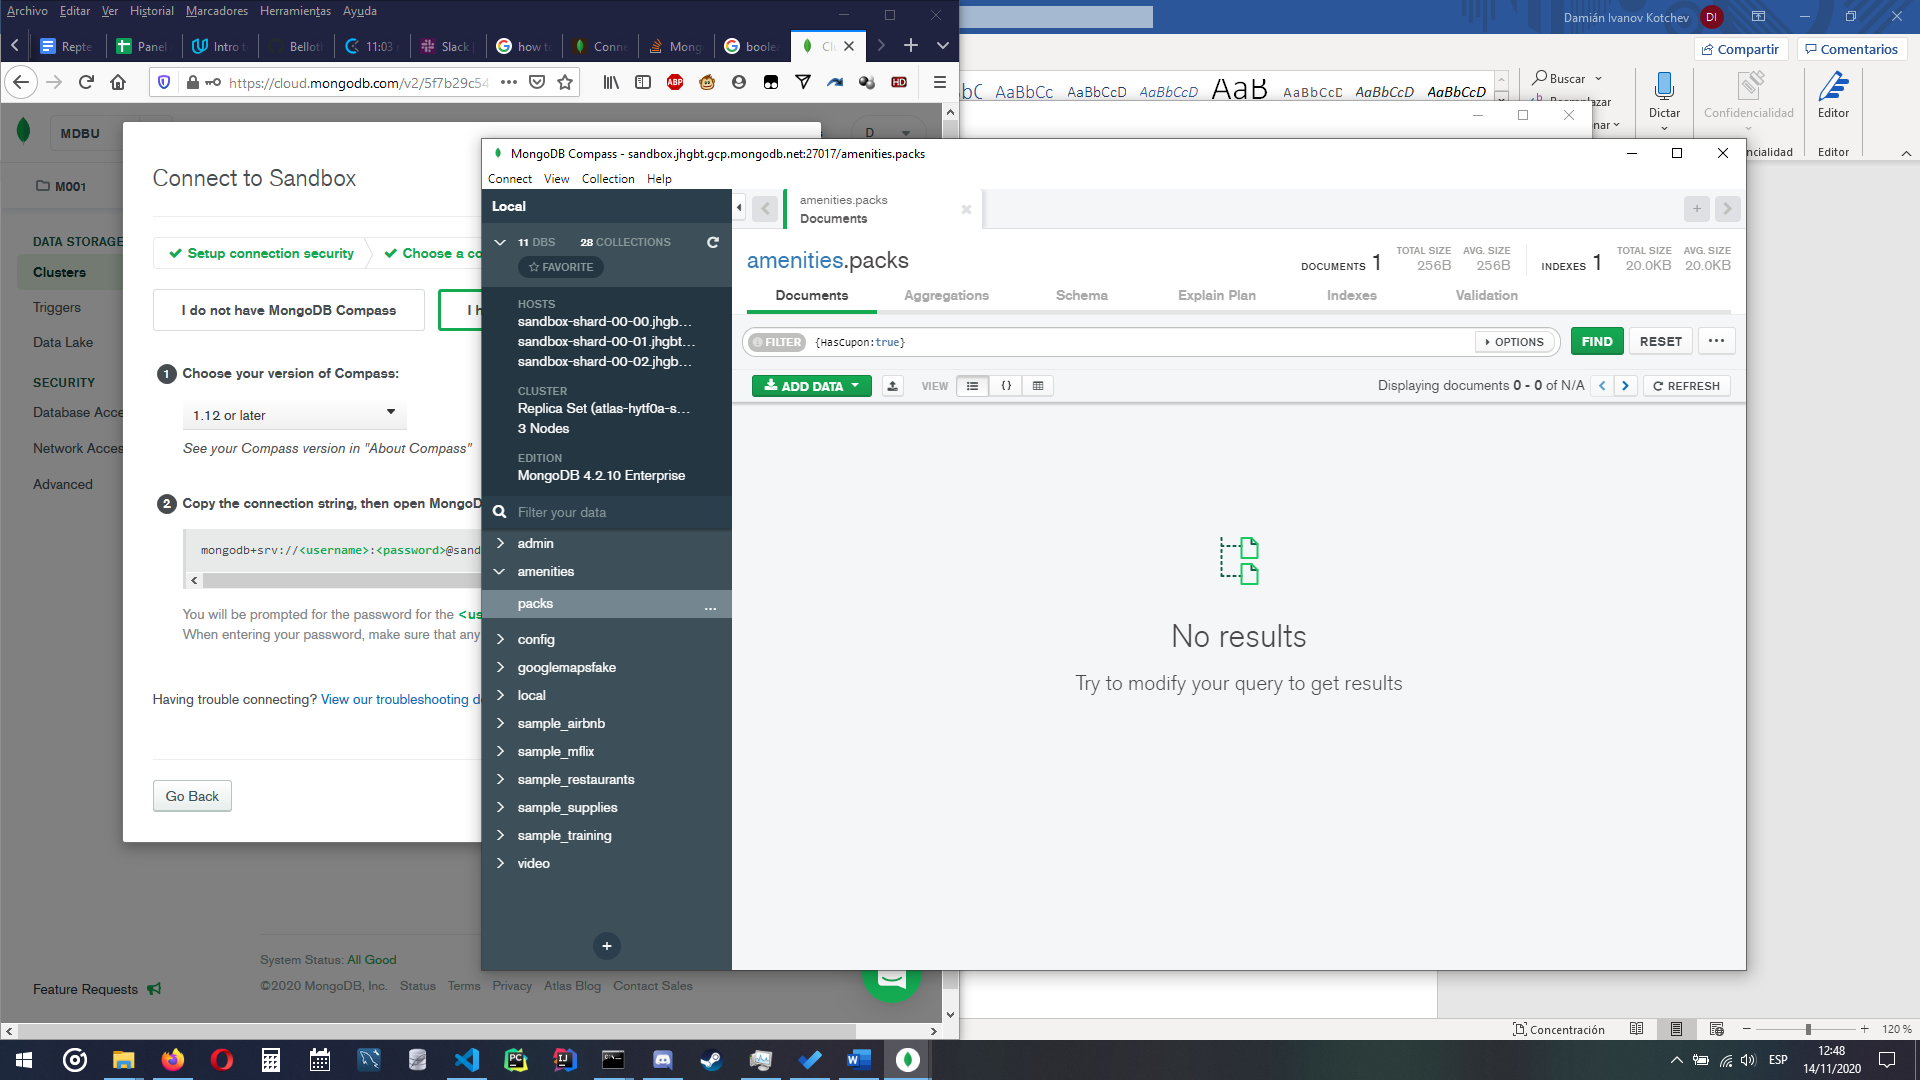 Archivo Editar Ver Historial Marcadores Herramientas Ayuda
Damián Ivanov Kotchev DI
Repte Panel Intro Bellot 11:03 Slack how t Conne Mong boole Cl
Compartir Comentarios
https://cloud.mongodb.com/v2/5f7b29c54
ABP HD
AaBbCc AaBbCcD AaBbCcD AaB AaBbCcD AaBbCcD AaBbCcD
Buscar
Dictar Confidencialidad Editor
Editor
MDBU D
M001
Connect to Sandbox
DATA STORAGE
Clusters
Triggers
Data Lake
SECURITY
Database Acce
Network Acces
Advanced
Setup connection security Choose a co
I do not have MongoDB Compass
1 Choose your version of Compass:
1.12 or later
See your Compass version in "About Compass"
2 Copy the connection string, then open MongoD
mongodb+srv://<username>:<password>@sand
You will be prompted for the password for the <us
When entering your password, make sure that any
Having trouble connecting? View our troubleshooting d
Go Back
System Status: All Good
©2020 MongoDB, Inc. Status Terms Privacy Atlas Blog Contact Sales
Feature Requests
MongoDB Compass - sandbox.jhgbt.gcp.mongodb.net:27017/amenities.packs
Connect View Collection Help
Local
11 DBS 28 COLLECTIONS
FAVORITE
HOSTS
sandbox-shard-00-00.jhgb...
sandbox-shard-00-01.jhgbt...
sandbox-shard-00-02.jhgb...
CLUSTER
Replica Set (atlas-hytf0a-s...
3 Nodes
EDITION
MongoDB 4.2.10 Enterprise
Filter your data
admin
amenities
packs ...
config
googlemapsfake
local
sample_airbnb
sample_mflix
sample_restaurants
sample_supplies
sample_training
video
amenities.packs
Documents
amenities.packs
DOCUMENTS 1 TOTAL SIZE 256B AVG. SIZE 256B INDEXES 1 TOTAL SIZE 20.0KB AVG. SIZE 20.0KB
Documents Aggregations Schema Explain Plan Indexes Validation
FILTER {HasCupon:true} OPTIONS FIND RESET
ADD DATA VIEW {} Displaying documents 0 - 0 of N/A REFRESH
No results
Try to modify your query to get results
Concentración 120 %
ESP 12:48
14/11/2020